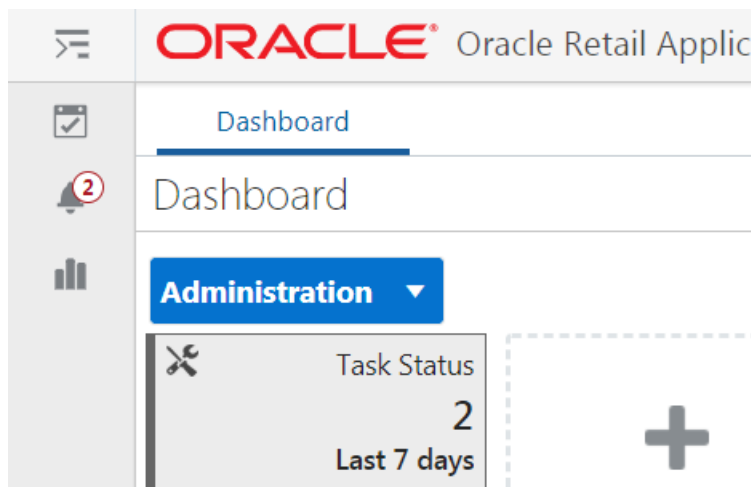 ORACLE® Oracle Retail Applic
Dashboard
2
Dashboard
Administration
Task Status
2
Last 7 days